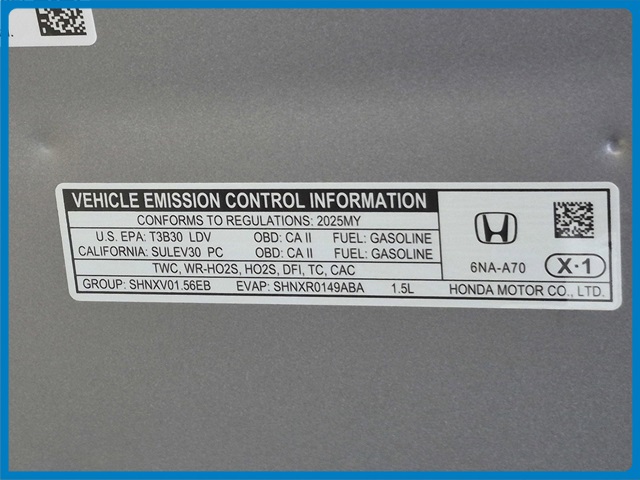 VEHICLE EMISSION CONTROL INFORMATION
CONFORMS TO REGULATIONS: 2025MY
U.S. EPA: T3B30 LDV OBD: CA II FUEL: GASOLINE
CALIFORNIA: SULEV30 PC OBD: CA II FUEL: GASOLINE
TWC, WR-HO2S, HO2S, DFI, TC, CAC
GROUP: SHNXV01.56EB EVAP: SHNXR0149ABA 1.5L
6NA-A70 X·1
HONDA MOTOR CO., LTD.